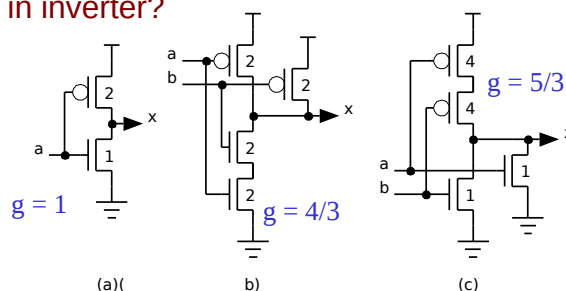 in inverter?
a
2
1
x
g = 1
a
b
2
2
2
2
x
g = 4/3
4
4
g = 5/3
a
b
1
1
(a)(
b)
(c)